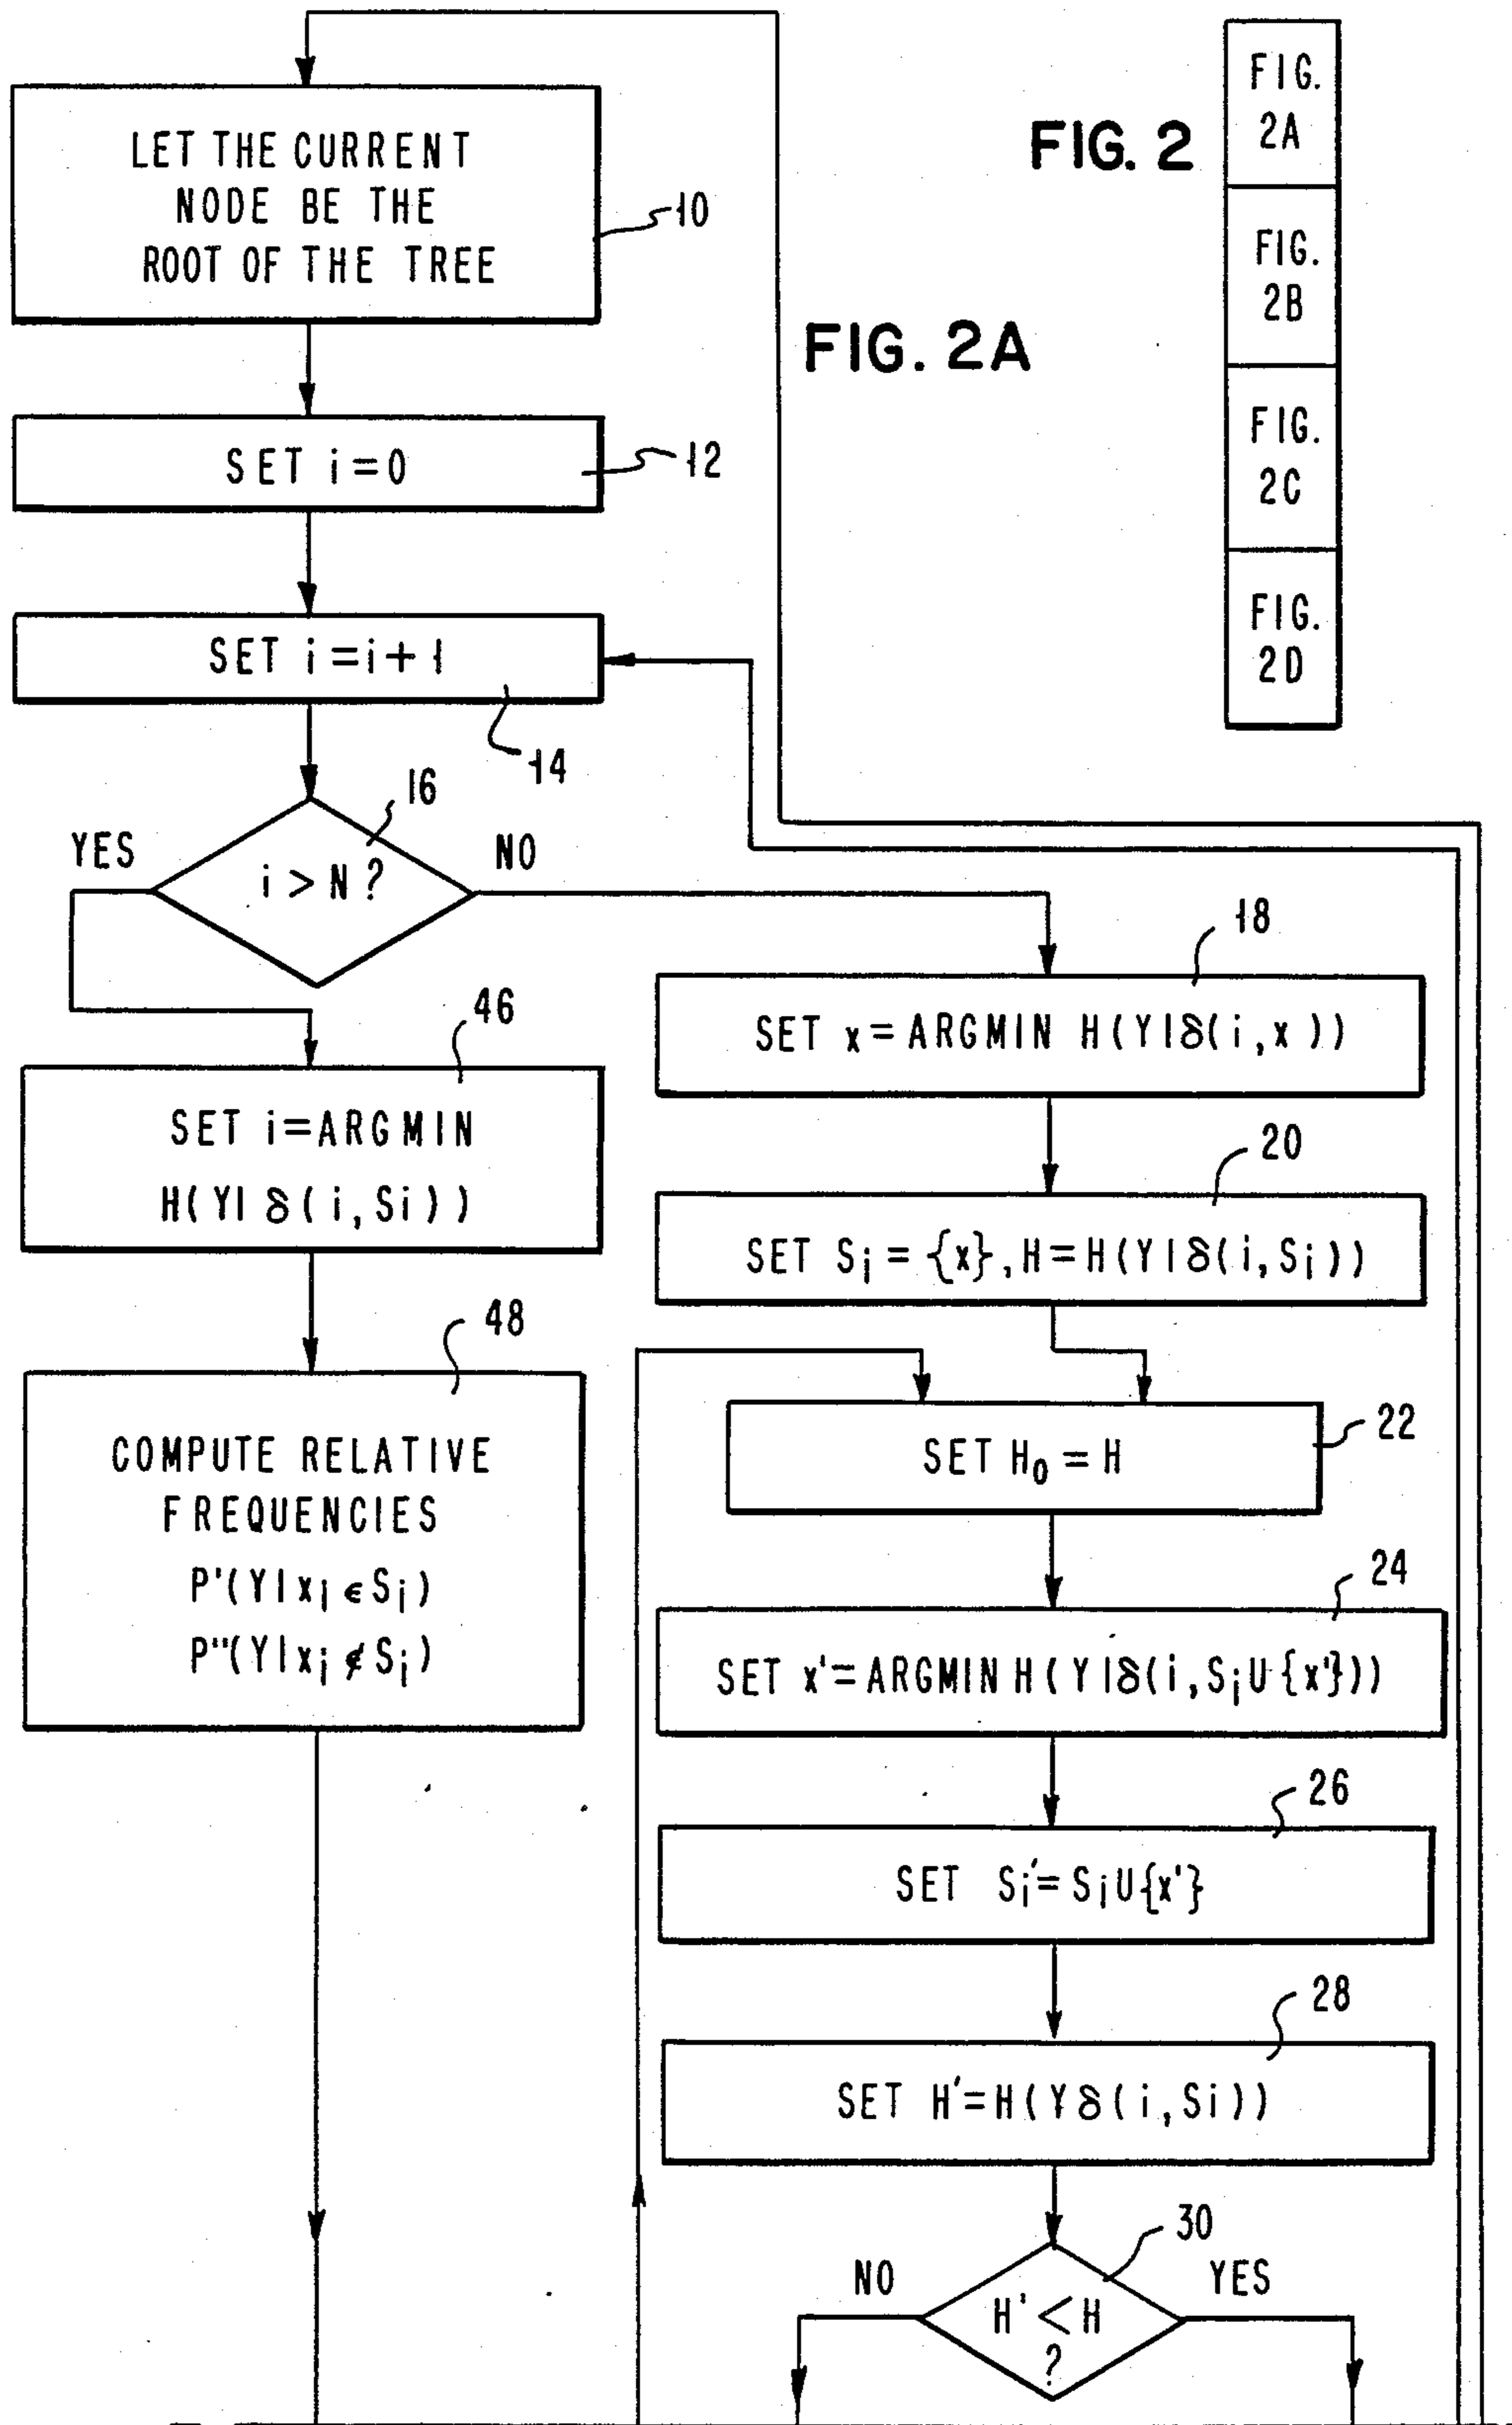 LET THE CURRENT
NODE BE THE
ROOT OF THE TREE
10
FIG. 2
FIG.
2A
FIG.
2B
FIG.
2C
FIG.
2D
FIG. 2A
SET i=0
12
SET i=i+1
14
16
YES
i > N ?
NO
18
SET x=ARGMIN H(Y|δ(i,x))
46
SET i=ARGMIN
H(Y|δ(i,Si))
20
SET Si={x},H=H(Y|δ(i,Si))
48
COMPUTE RELATIVE
FREQUENCIES
P'(Y|xi∊Si)
P"(Y|xi∉Si)
22
SET H₀=H
24
SET x'=ARGMIN H(Y|δ(i,SiU{x'}))
26
SET Si'=SiU{x'}
28
SET H'=H(Yδ(i,Si))
30
NO
H'<H
?
YES